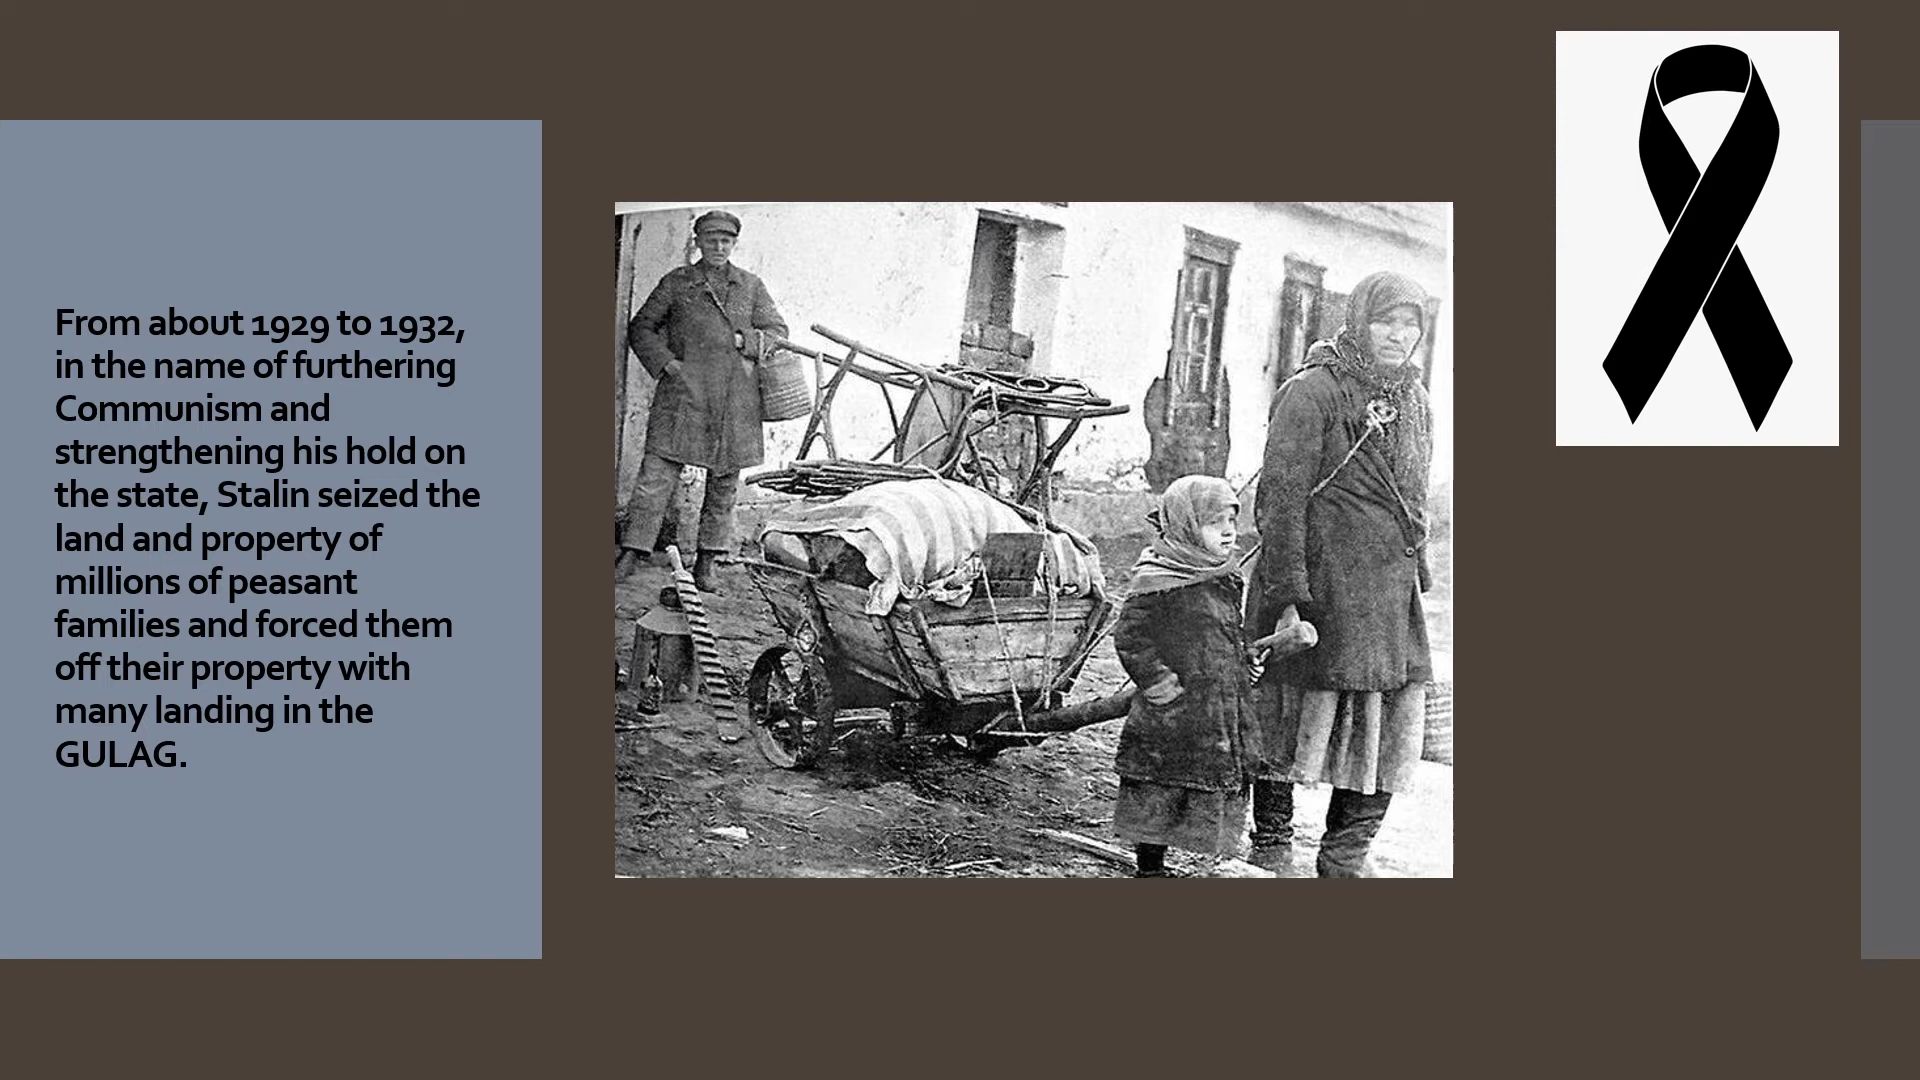 From about 1929 to 1932,
in the name of furthering
Communism and
strengthening his hold on
the state, Stalin seized the
land and property of
millions of peasant
families and forced them
off their property with
many landing in the
GULAG.